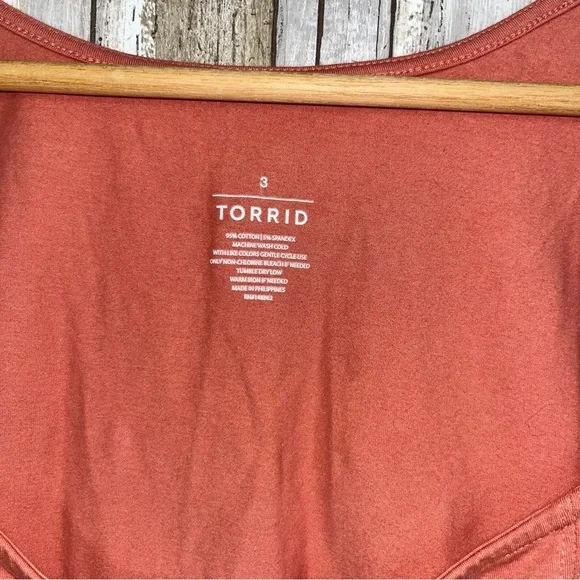 3
TORRID
95% COTTON | 5% SPANDEX
MACHINE WASH COLD
WITH LIKE COLORS GENTLE CYCLE USE
ONLY NON-CHLORINE BLEACH IF NEEDED
TUMBLE DRY LOW
WARM IRON IF NEEDED
MADE IN PHILIPPINES